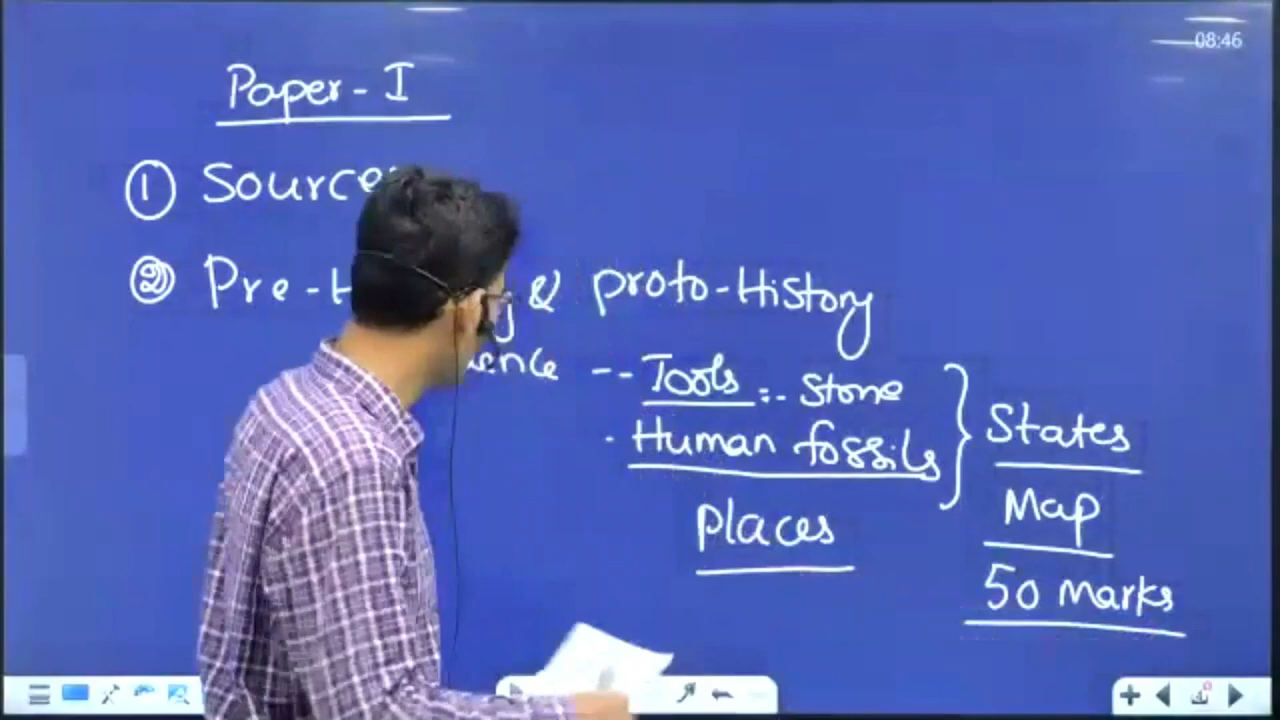 08:46
Paper - I
① Source
② Pre-H & proto-History
-- Tools :- Stone
· Human fossils } States
places
Map
50 Marks